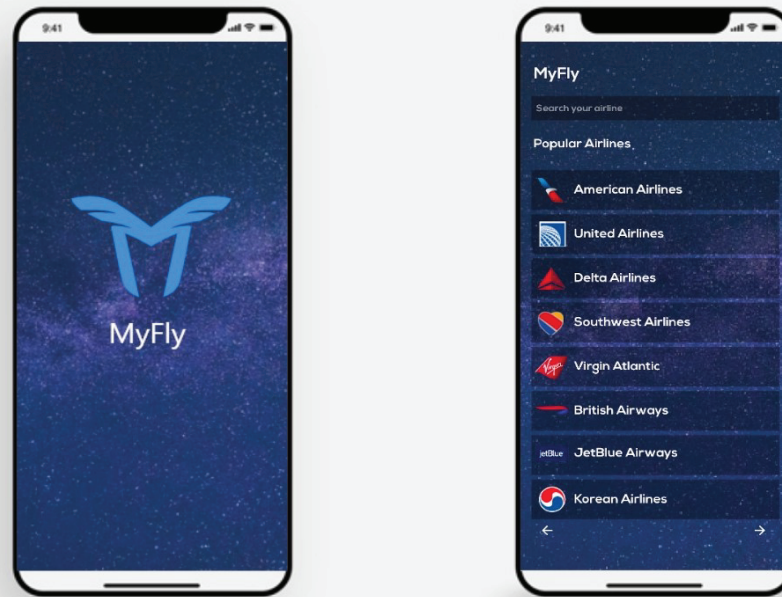 9:41
MyFly
9:41
MyFly
Search your airline
Popular Airlines
American Airlines
United Airlines
Delta Airlines
Southwest Airlines
Virgin Virgin Atlantic
British Airways
jetBlue JetBlue Airways
Korean Airlines